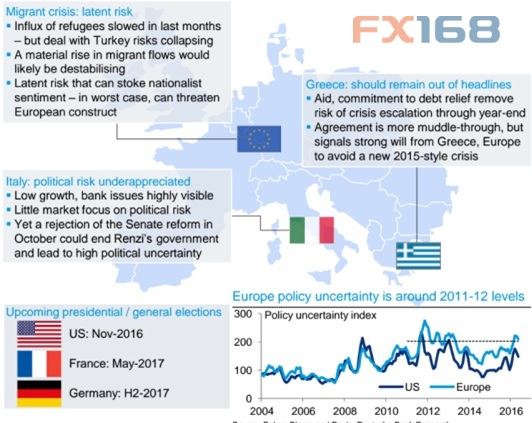 Migrant crisis: latent risk
Influx of refugees slowed in last months
– but deal with Turkey risks collapsing
A material rise in migrant flows would
likely be destabilising
Latent risk that can stoke nationalist
sentiment – in worst case, can threaten
European construct
FX168
Greece: should remain out of headlines
Aid, commitment to debt relief remove
risk of crisis escalation through year-end
Agreement is more muddle-through, but
signals strong will from Greece, Europe
to avoid a new 2015-style crisis
Italy: political risk underappreciated
Low growth, bank issues highly visible
Little market focus on political risk
Yet a rejection of the Senate reform in
October could end Renzi's government
and lead to high political uncertainty
Upcoming presidential / general elections
US: Nov-2016
France: May-2017
Germany: H2-2017
Europe policy uncertainty is around 2011-12 levels
Policy uncertainty index
300
200
100
0
US
Europe
2004 2006 2008 2010 2012 2014 2016